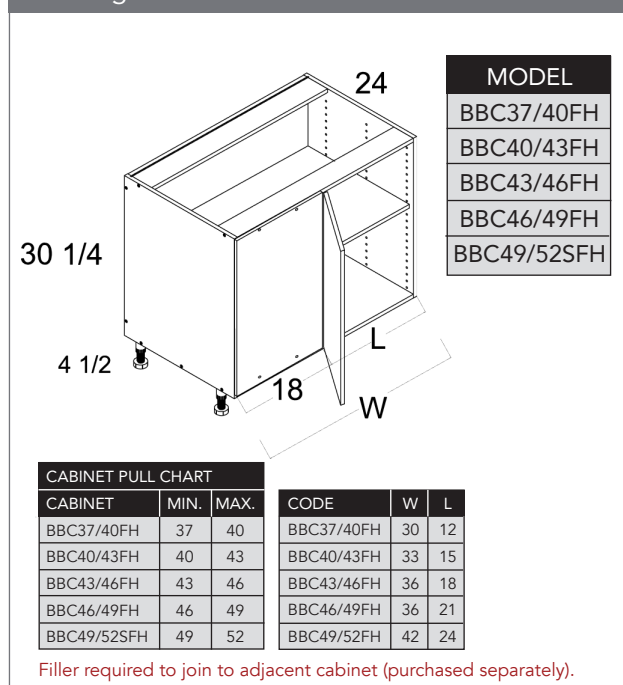 24
MODEL
BBC37/40FH
BBC40/43FH
BBC43/46FH
BBC46/49FH
BBC49/52SFH
30 1/4
4 1/2
18
L
W
CABINET PULL CHART
CABINET MIN. MAX.
BBC37/40FH 37 40
BBC40/43FH 40 43
BBC43/46FH 43 46
BBC46/49FH 46 49
BBC49/52SFH 49 52
CODE W L
BBC37/40FH 30 12
BBC40/43FH 33 15
BBC43/46FH 36 18
BBC46/49FH 36 21
BBC49/52FH 42 24
Filler required to join to adjacent cabinet (purchased separately).